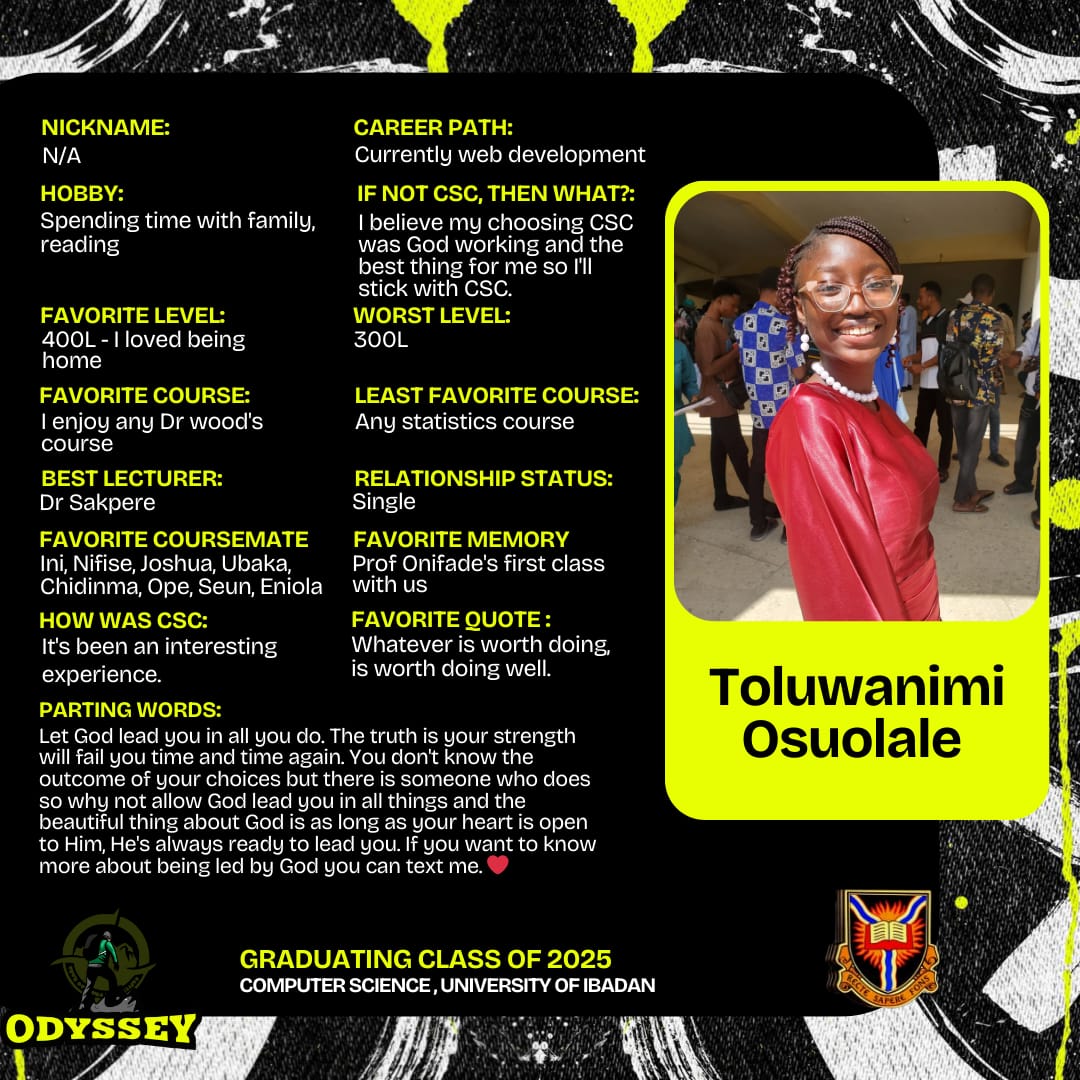 NICKNAME:
N/A
CAREER PATH:
Currently web development
HOBBY:
Spending time with family,
reading
IF NOT CSC, THEN WHAT?:
I believe my choosing CSC
was God working and the
best thing for me so I'll
stick with CSC.
FAVORITE LEVEL:
400L - I loved being
home
WORST LEVEL:
300L
FAVORITE COURSE:
I enjoy any Dr wood's
course
LEAST FAVORITE COURSE:
Any statistics course
BEST LECTURER:
Dr Sakpere
RELATIONSHIP STATUS:
Single
FAVORITE COURSEMATE
Ini, Nifise, Joshua, Ubaka,
Chidinma, Ope, Seun, Eniola
FAVORITE MEMORY
Prof Onifade's first class
with us
HOW WAS CSC:
It's been an interesting
experience.
FAVORITE QUOTE :
Whatever is worth doing,
is worth doing well.
PARTING WORDS:
Let God lead you in all you do. The truth is your strength
will fail you time and time again. You don't know the
outcome of your choices but there is someone who does
so why not allow God lead you in all things and the
beautiful thing about God is as long as your heart is open
to Him, He's always ready to lead you. If you want to know
more about being led by God you can text me. ❤️
Toluwanimi
Osuolale
ODYSSEY
GRADUATING CLASS OF 2025
COMPUTER SCIENCE , UNIVERSITY OF IBADAN
SAPERE FONS